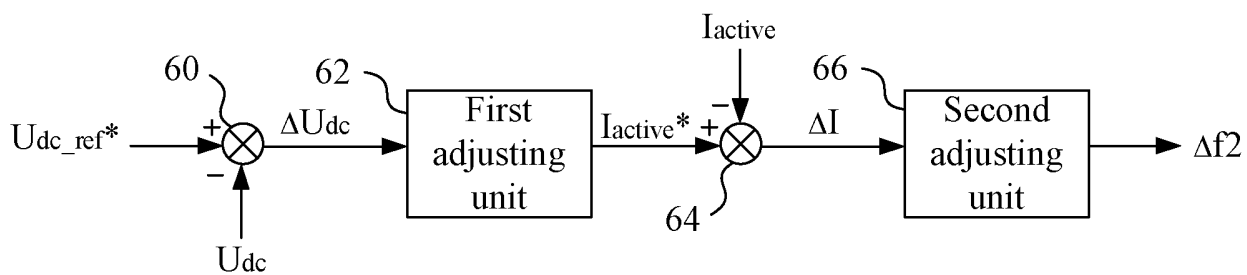 Iactive
60
62
66
Udc_ref*
+
−
ΔUdc
First
adjusting
unit
Iactive*
+
−
ΔI
Second
adjusting
unit
Δf2
64
Udc